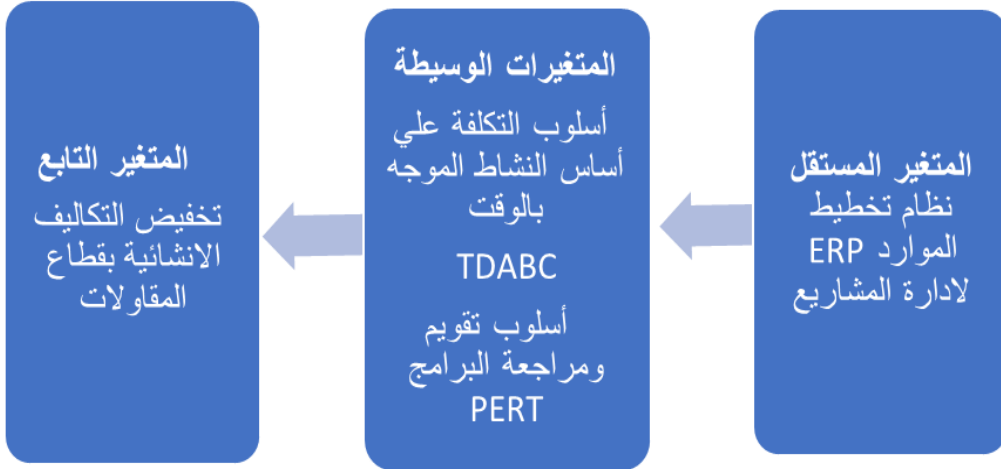 المتغير المستقل
نظام تخطيط
الموارد ERP
لادارة المشاريع
المتغيرات الوسيطة
أسلوب التكلفة علي
أساس النشاط الموجه
بالوقت
TDABC
أسلوب تقويم
ومراجعة البرامج
PERT
المتغير التابع
تخفيض التكاليف
الانشائية بقطاع
المقاولات